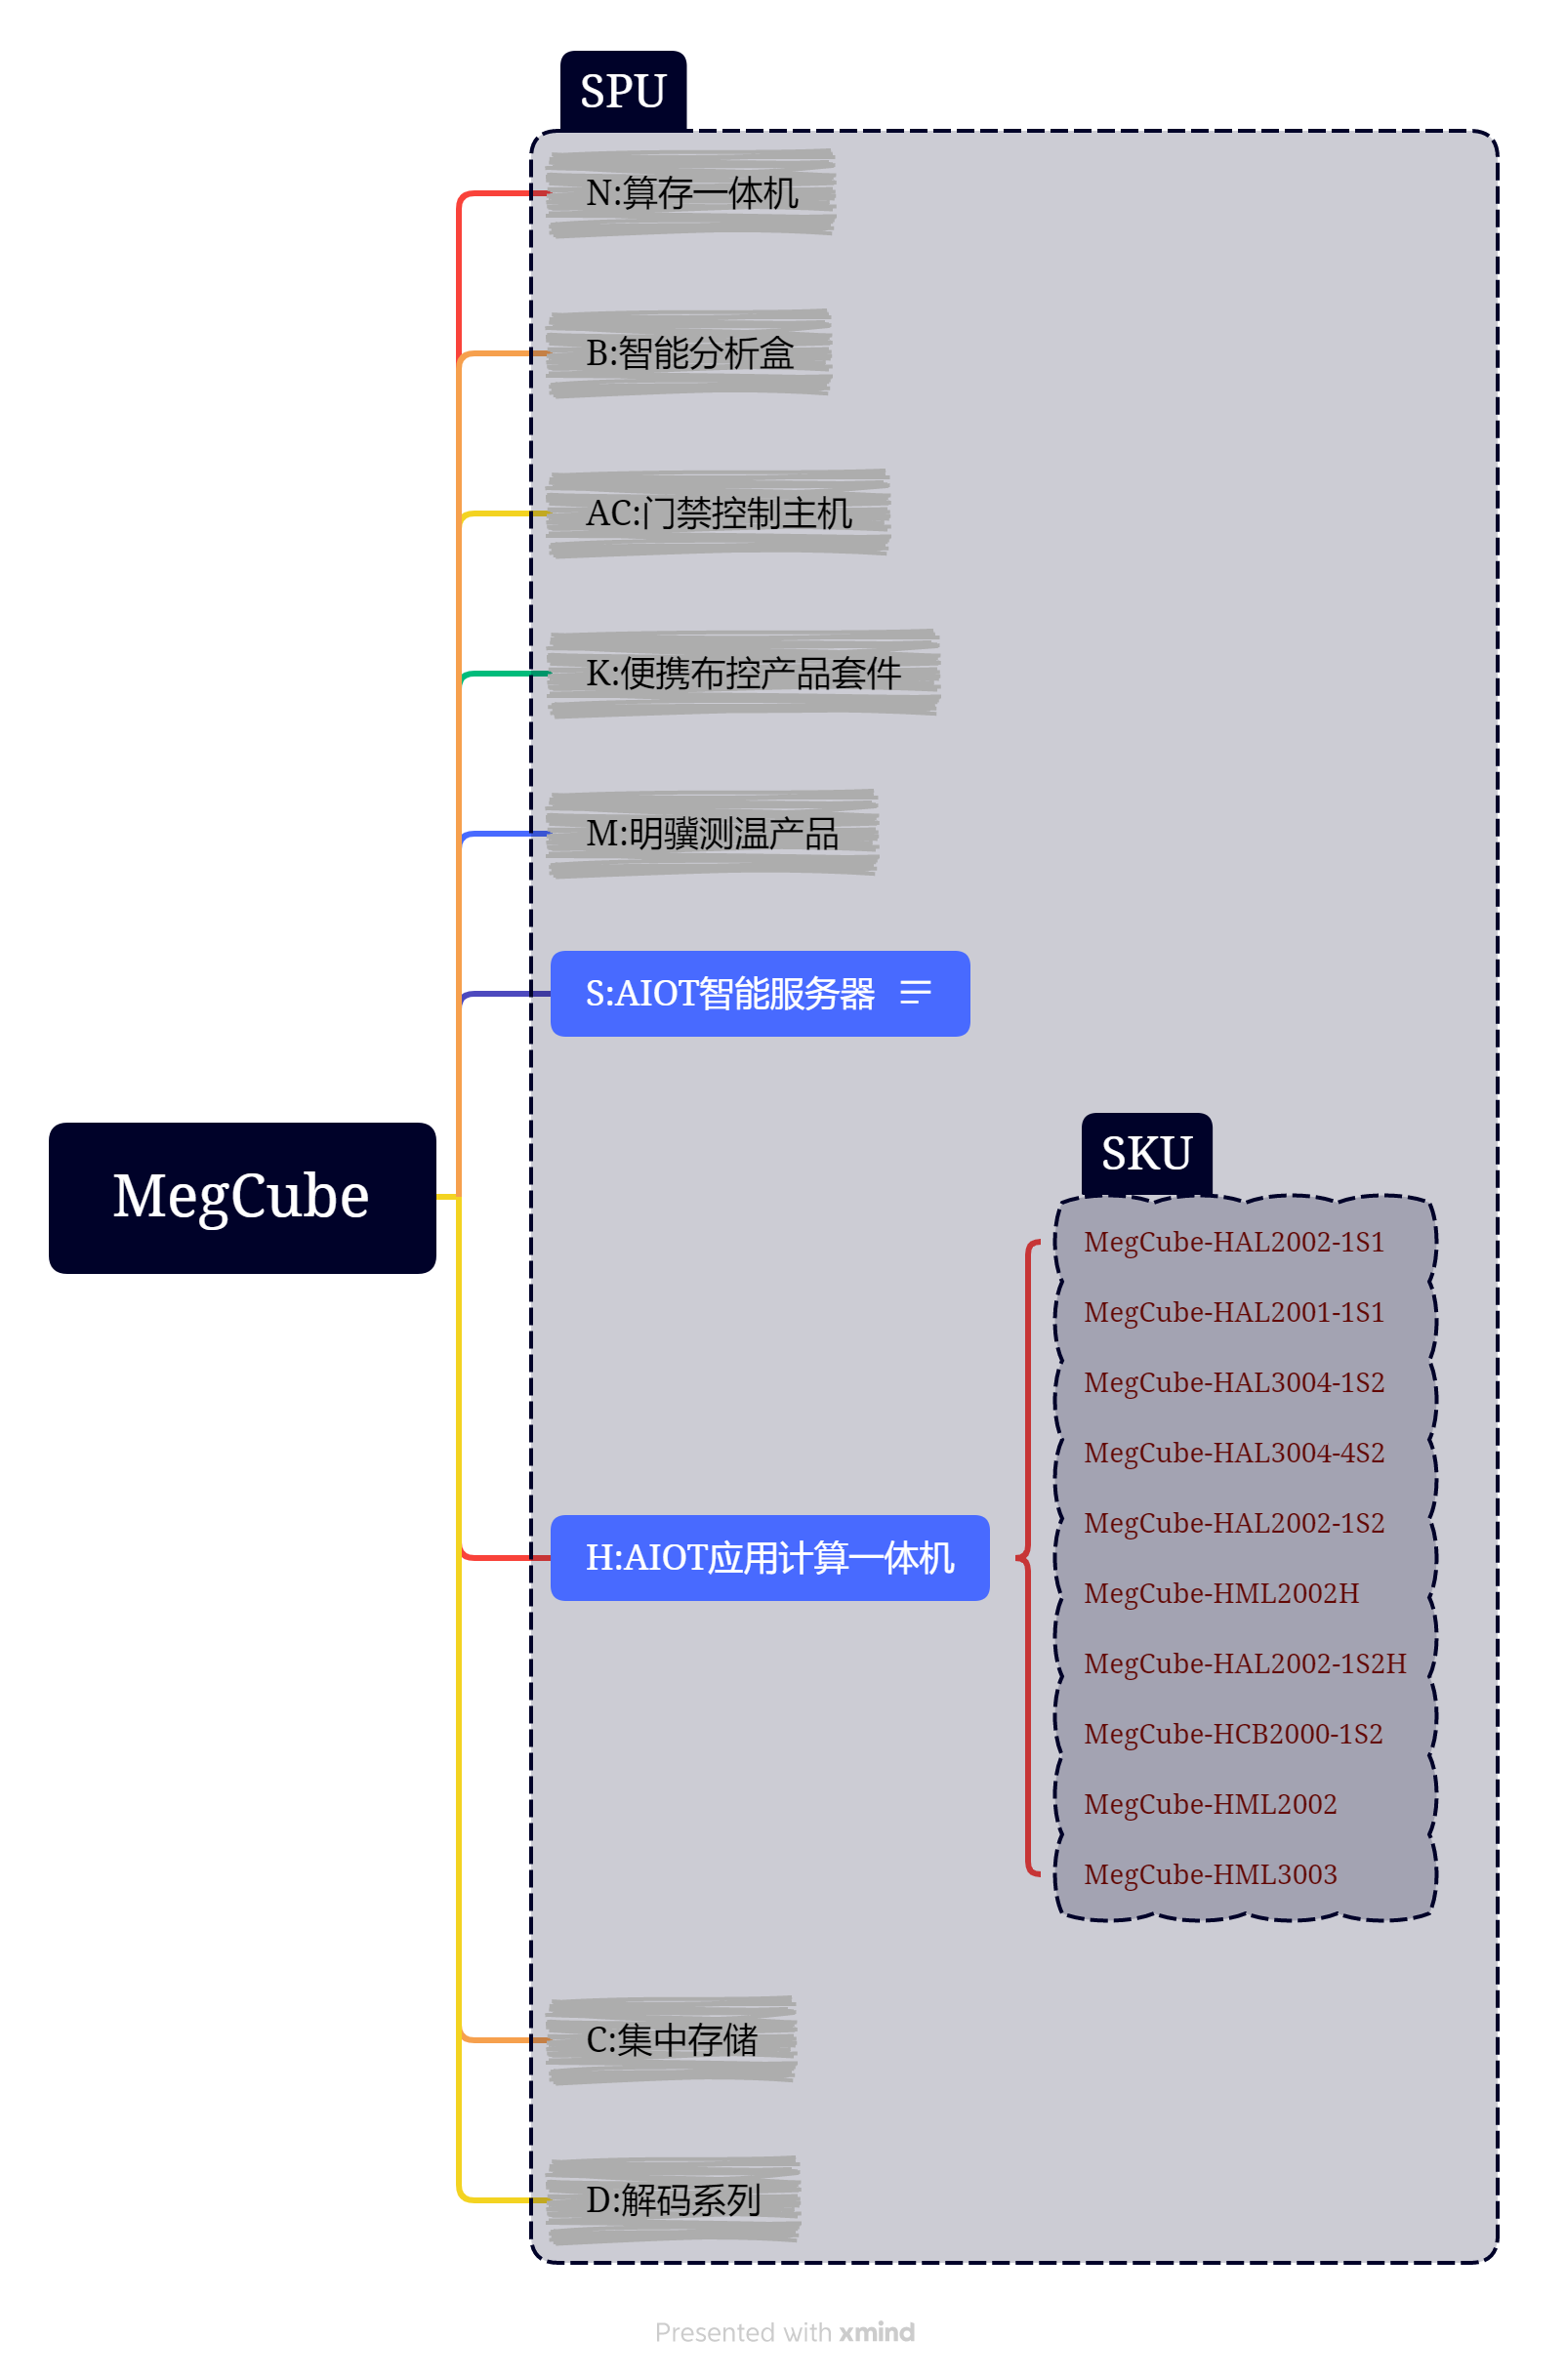 SPU
N:算存一体机
B:智能分析盒
AC:门禁控制主机
K:便携布控产品套件
M:明骥测温产品
S:AIOT智能服务器
MegCube
SKU
MegCube-HAL2002-1S1
MegCube-HAL2001-1S1
MegCube-HAL3004-1S2
MegCube-HAL3004-4S2
MegCube-HAL2002-1S2
H:AIOT应用计算一体机
MegCube-HML2002H
MegCube-HAL2002-1S2H
MegCube-HCB2000-1S2
MegCube-HML2002
MegCube-HML3003
C:集中存储
D:解码系列
Presented with xmind